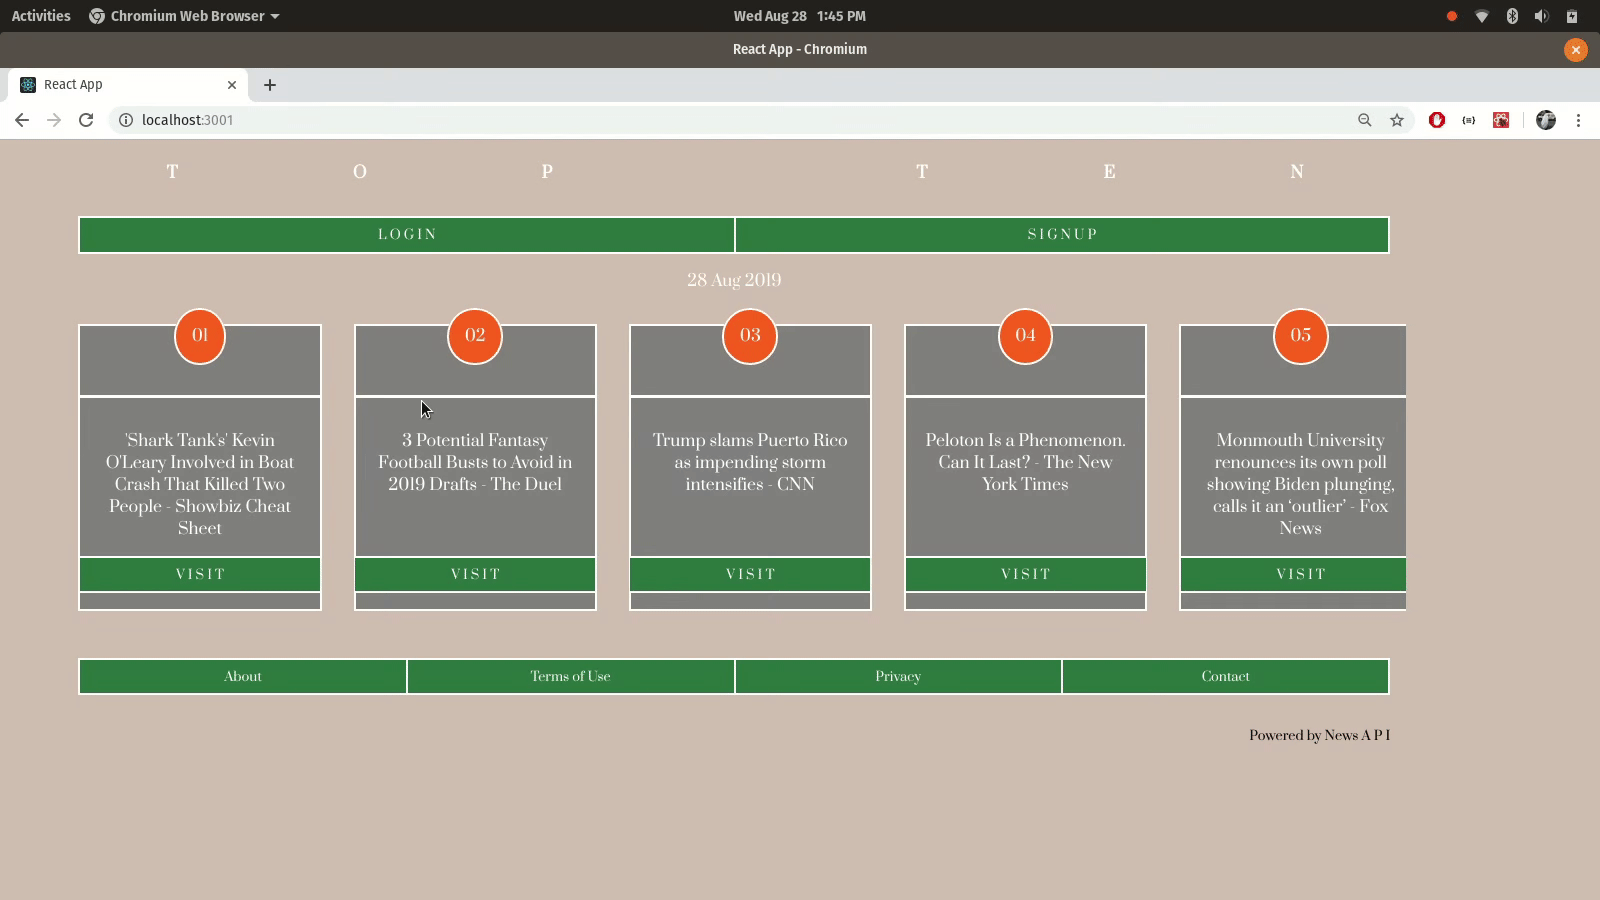 Activities Chromium Web Browser Wed Aug 28 1:45 PM
React App - Chromium
React App
localhost:3001
T O P T E N
LOGIN SIGNUP
28 Aug 2019
01
'Shark Tank's' Kevin
O'Leary Involved in Boat
Crash That Killed Two
People - Showbiz Cheat
Sheet
VISIT
02
3 Potential Fantasy
Football Busts to Avoid in
2019 Drafts - The Duel
VISIT
03
Trump slams Puerto Rico
as impending storm
intensifies - CNN
VISIT
04
Peloton Is a Phenomenon.
Can It Last? - The New
York Times
VISIT
05
Monmouth University
renounces its own poll
showing Biden plunging,
calls it an ‘outlier’ - Fox
News
VISIT
About Terms of Use Privacy Contact
Powered by News A P I